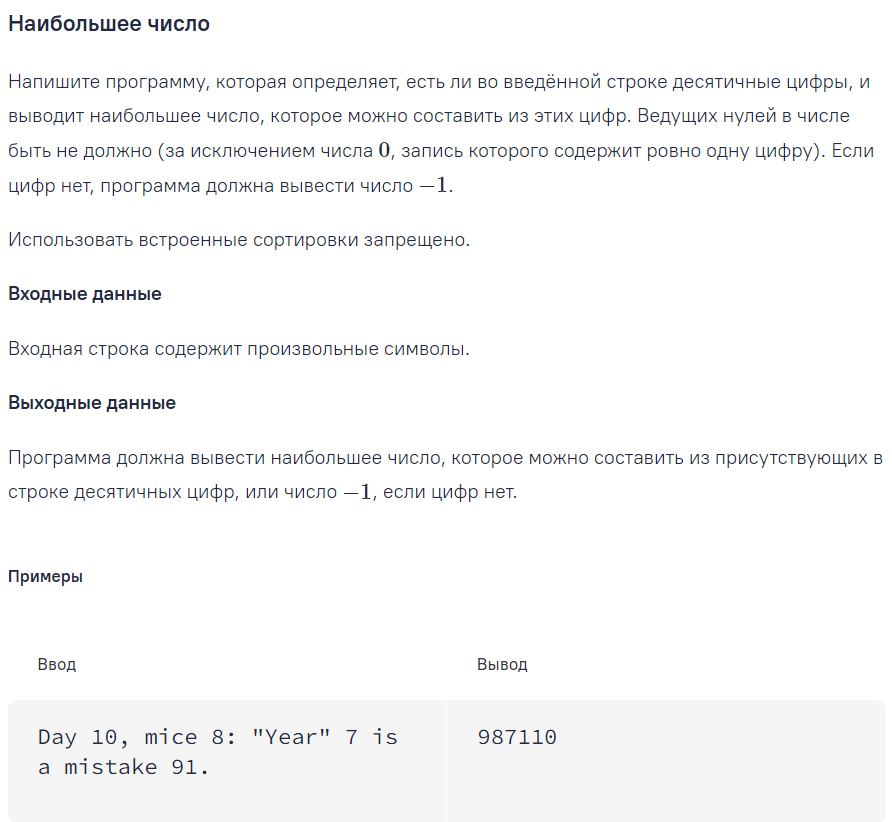 Наибольшее число
Напишите программу, которая определяет, есть ли во введённой строке десятичные цифры, и
выводит наибольшее число, которое можно составить из этих цифр. Ведущих нулей в числе
быть не должно (за исключением числа 0, запись которого содержит ровно одну цифру). Если
цифр нет, программа должна вывести число −1.
Использовать встроенные сортировки запрещено.
Входные данные
Входная строка содержит произвольные символы.
Выходные данные
Программа должна вывести наибольшее число, которое можно составить из присутствующих в
строке десятичных цифр, или число −1, если цифр нет.
Примеры
Ввод
Вывод
Day 10, mice 8: "Year" 7 is
a mistake 91.
987110